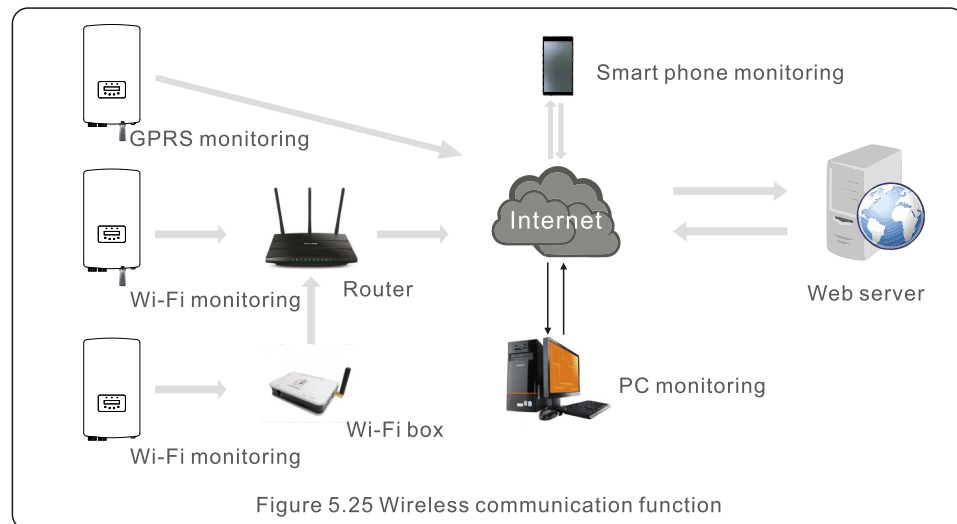 Smart phone monitoring
GPRS monitoring
Internet
Wi-Fi monitoring
Router
Web server
PC monitoring
Wi-Fi box
Wi-Fi monitoring
Figure 5.25 Wireless communication function